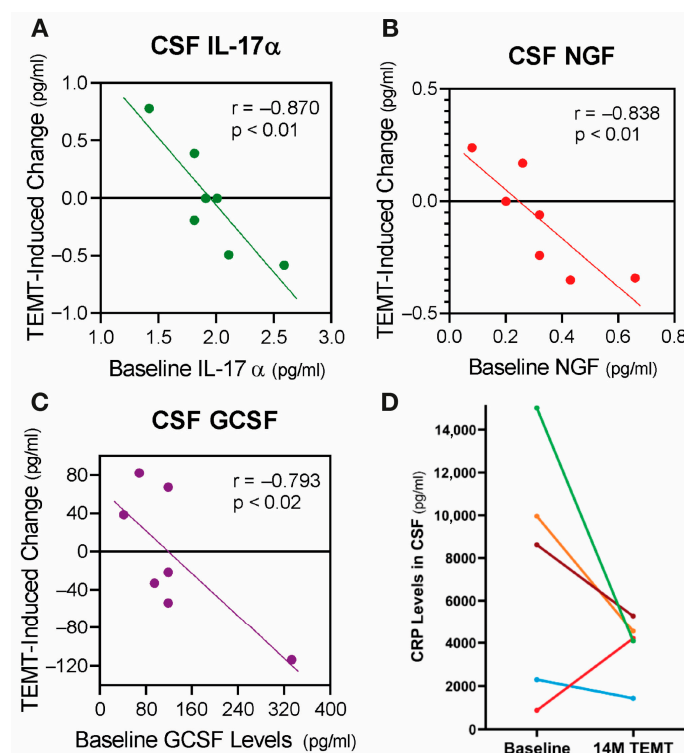 A
CSF IL-17α
TEMT-Induced Change (pg/ml)
1.0
0.5
0.0
−0.5
−1.0
r = −0.870
p < 0.01
1.0 1.5 2.0 2.5 3.0
Baseline IL-17 α (pg/ml)
B
CSF NGF
TEMT-Induced Change (pg/ml)
0.5
0.0
−0.5
r = −0.838
p < 0.01
0.0 0.2 0.4 0.6 0.8
Baseline NGF (pg/ml)
C
CSF GCSF
TEMT-Induced Change (pg/ml)
80
40
0
−40
−80
−120
r = −0.793
p < 0.02
0 80 160 240 320 400
Baseline GCSF Levels (pg/ml)
D
CRP Levels in CSF (pg/ml)
14,000
12,000
10,000
8000
6000
4000
2000
0
Baseline 14M TEMT